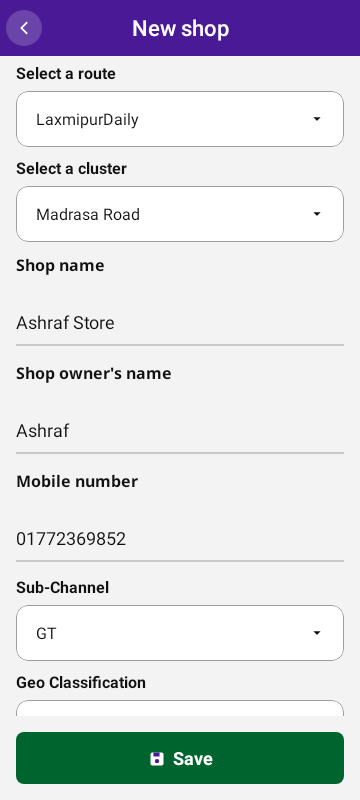 New shop
Select a route
LaxmipurDaily
Select a cluster
Madrasa Road
Shop name
Ashraf Store
Shop owner's name
Ashraf
Mobile number
01772369852
Sub-Channel
GT
Geo Classification
Save